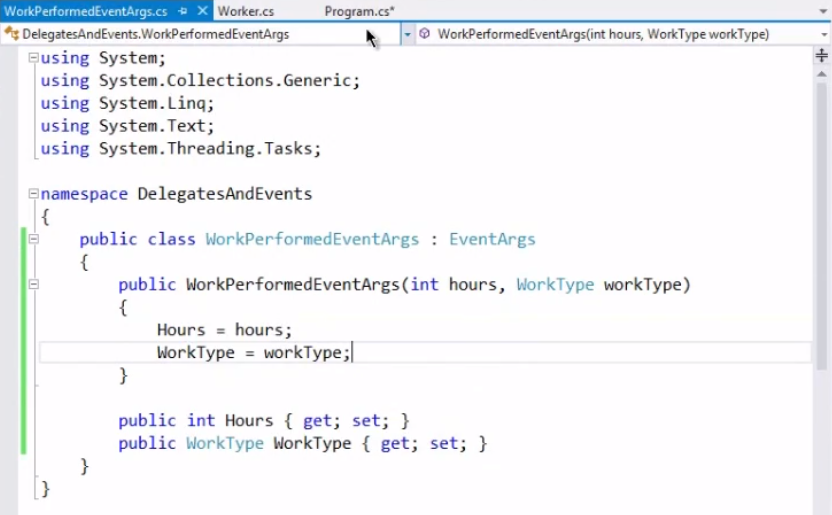 WorkPerformedEventArgs.cs Worker.cs Program.cs*
DelegatesAndEvents.WorkPerformedEventArgs WorkPerformedEventArgs(int hours, WorkType workType)
using System;
using System.Collections.Generic;
using System.Linq;
using System.Text;
using System.Threading.Tasks;
namespace DelegatesAndEvents
{
public class WorkPerformedEventArgs : EventArgs
{
public WorkPerformedEventArgs(int hours, WorkType workType)
{
Hours = hours;
WorkType = workType;
}
public int Hours { get; set; }
public WorkType WorkType { get; set; }
}
}